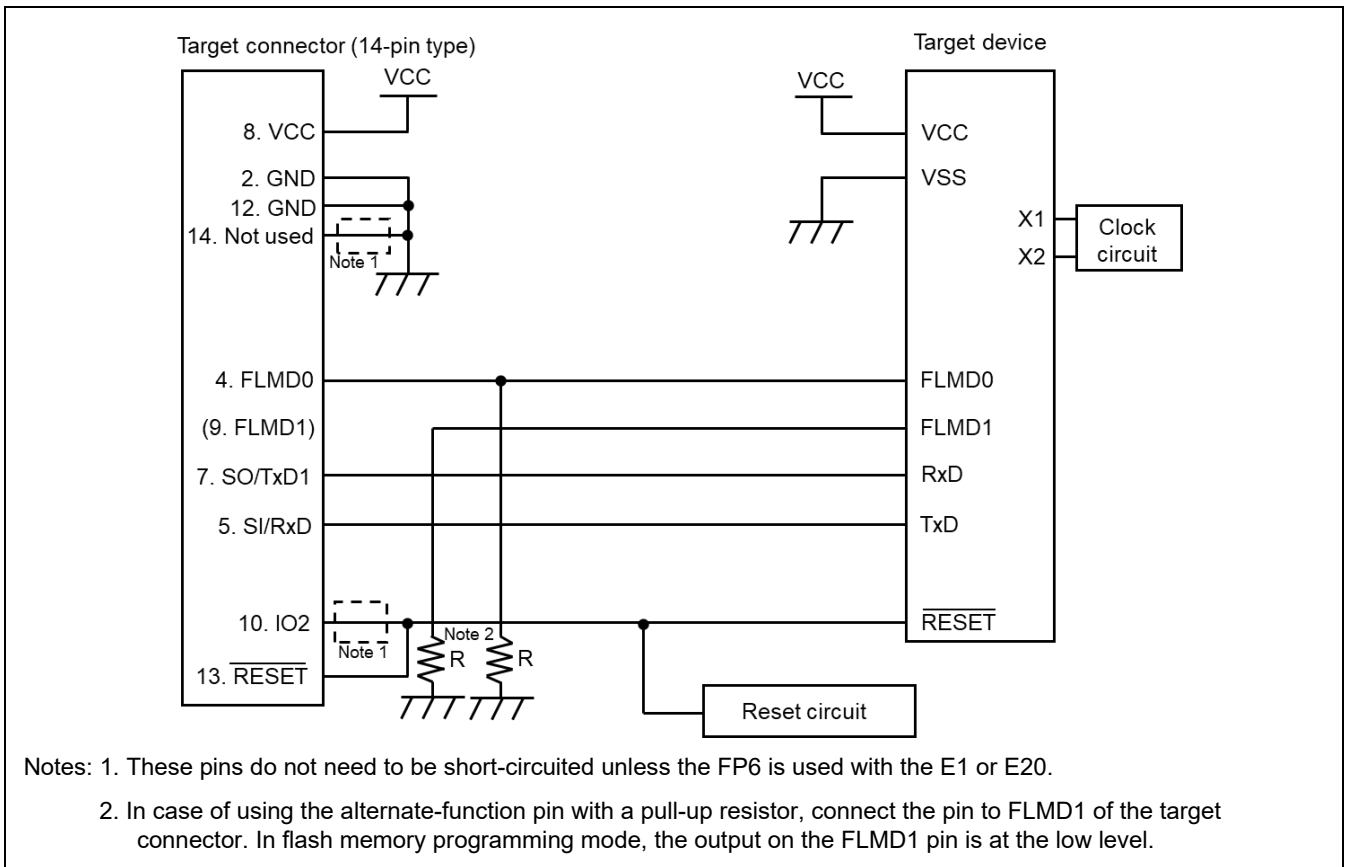 Target connector (14-pin type)
Target device
VCC
VCC
8. VCC
VCC
2. GND
VSS
12. GND
14. Not used
Note 1
X1
X2
Clock
circuit
4. FLMD0
FLMD0
(9. FLMD1)
FLMD1
7. SO/TxD1
RxD
5. SI/RxD
TxD
10. IO2
Note 1
Note 2
RESET
R
R
13. RESET
Reset circuit
Notes: 1. These pins do not need to be short-circuited unless the FP6 is used with the E1 or E20.
2. In case of using the alternate-function pin with a pull-up resistor, connect the pin to FLMD1 of the target
connector. In flash memory programming mode, the output on the FLMD1 pin is at the low level.